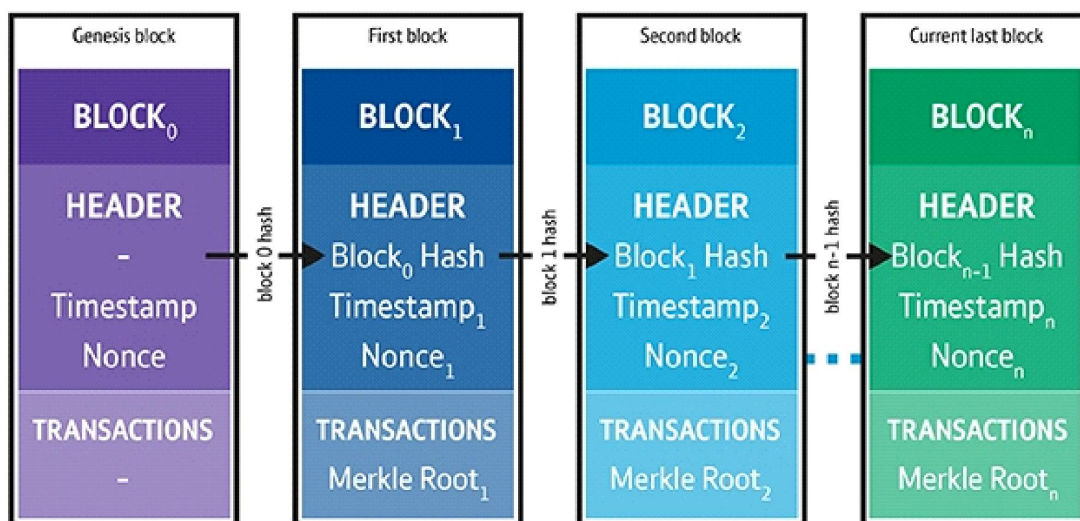 Genesis block
BLOCK₀
HEADER
-
Timestamp
Nonce
TRANSACTIONS
-
block 0 hash
First block
BLOCK₁
HEADER
Block₀ Hash
Timestamp₁
Nonce₁
TRANSACTIONS
Merkle Root₁
block 1 hash
Second block
BLOCK₂
HEADER
Block₁ Hash
Timestamp₂
Nonce₂
TRANSACTIONS
Merkle Root₂
block n-1 hash
Current last block
BLOCKₙ
HEADER
Blockₙ₋₁ Hash
Timestampₙ
Nonceₙ
TRANSACTIONS
Merkle Rootₙ